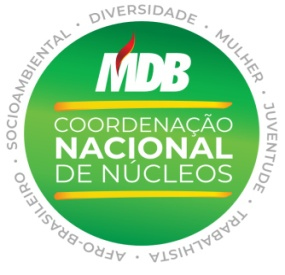 DIVERSIDADE • MULHER • JUVENTUDE • TRABALHISTA • AFRO-BRASILEIRO • SOCIOAMBIENTAL •
MDB
COORDENAÇÃO
NACIONAL
DE NÚCLEOS